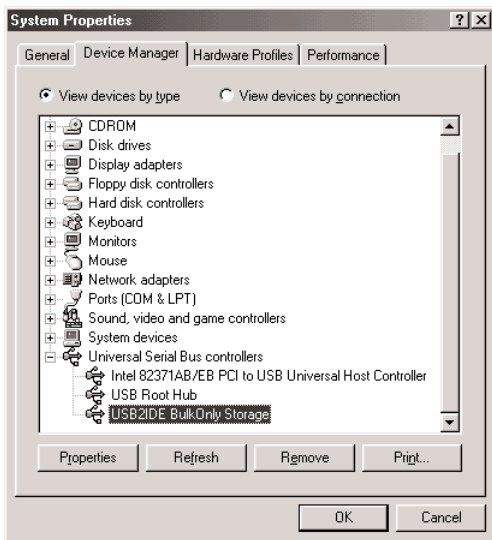 System Properties
General Device Manager Hardware Profiles Performance
View devices by type View devices by connection
CDROM
Disk drives
Display adapters
Floppy disk controllers
Hard disk controllers
Keyboard
Monitors
Mouse
Network adapters
Ports (COM & LPT)
Sound, video and game controllers
System devices
Universal Serial Bus controllers
Intel 82371AB/EB PCI to USB Universal Host Controller
USB Root Hub
USB2IDE BulkOnly Storage
Properties Refresh Remove Print...
OK Cancel